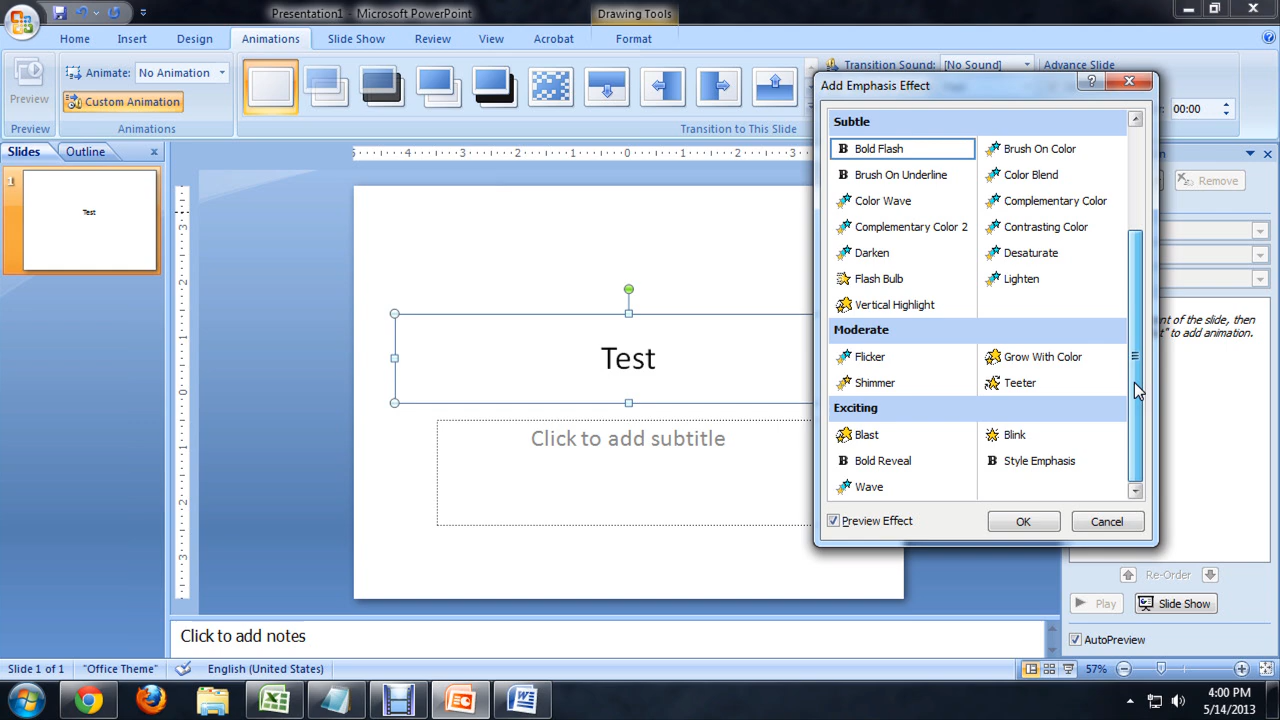 Presentation1 - Microsoft PowerPoint
Drawing Tools
Home Insert Design Animations Slide Show Review View Acrobat Format
Preview
Animate: No Animation
Custom Animation
Transition Sound: [No Sound]
Advance Slide
00:00
Preview
Animations
Transition To This Slide
Slides Outline
1
Test
Test
Click to add subtitle
Click to add notes
Add Emphasis Effect
Subtle
Bold Flash Brush On Color
Brush On Underline Color Blend
Color Wave Complementary Color
Complementary Color 2 Contrasting Color
Darken Desaturate
Flash Bulb Lighten
Vertical Highlight
Moderate
Flicker Grow With Color
Shimmer Teeter
Exciting
Blast Blink
Bold Reveal Style Emphasis
Wave
Preview Effect
OK Cancel
Remove
ent of the slide, then
" to add animation.
Re-Order
Play Slide Show
AutoPreview
Slide 1 of 1 "Office Theme" English (United States) 57%
4:00 PM
5/14/2013